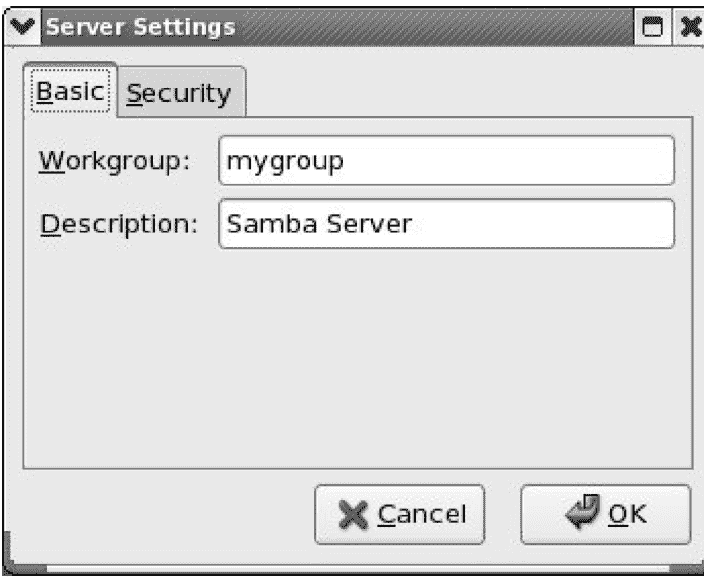 Server Settings
Basic Security
Workgroup: mygroup
Description: Samba Server
Cancel OK